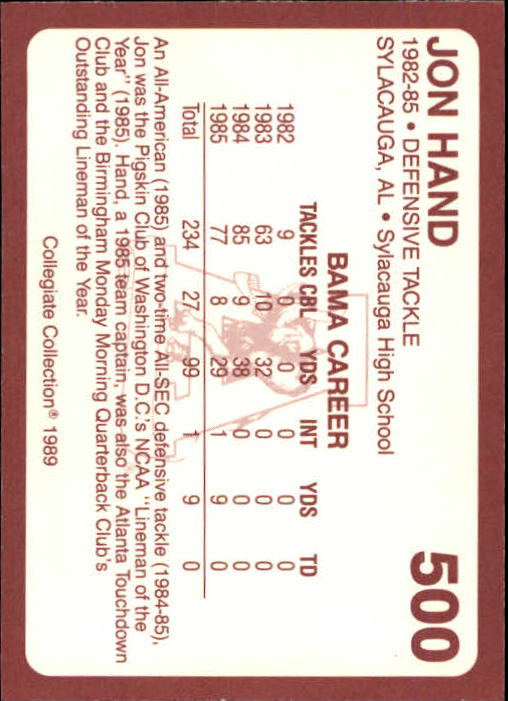 JON HAND 500
1982-85 • DEFENSIVE TACKLE
SYLACAUGA, AL • Sylacauga High School
BAMA CAREER
TACKLES CBL YDS INT YDS TD
1982 9 0 0 0 0 0
1983 63 10 32 0 0 0
1984 85 9 38 0 0 0
1985 77 8 29 1 9 0
Total 234 27 99 1 9 0
An All-American (1985) and two-time All-SEC defensive tackle (1984-85),
Jon was the Pigskin Club of Washington D.C.'s NCAA "Lineman of the
Year" (1985). Hand, a 1985 team captain, was also the Atlanta Touchdown
Club and the Birmingham Monday Morning Quarterback Club's
Outstanding Lineman of the Year.
Collegiate Collection® 1989